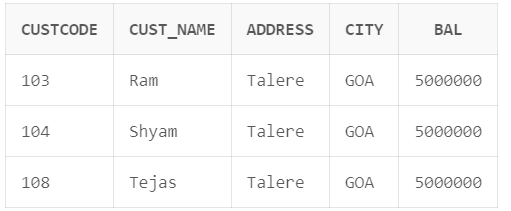 CUSTCODE CUST_NAME ADDRESS CITY BAL
103 Ram Talere GOA 5000000
104 Shyam Talere GOA 5000000
108 Tejas Talere GOA 5000000